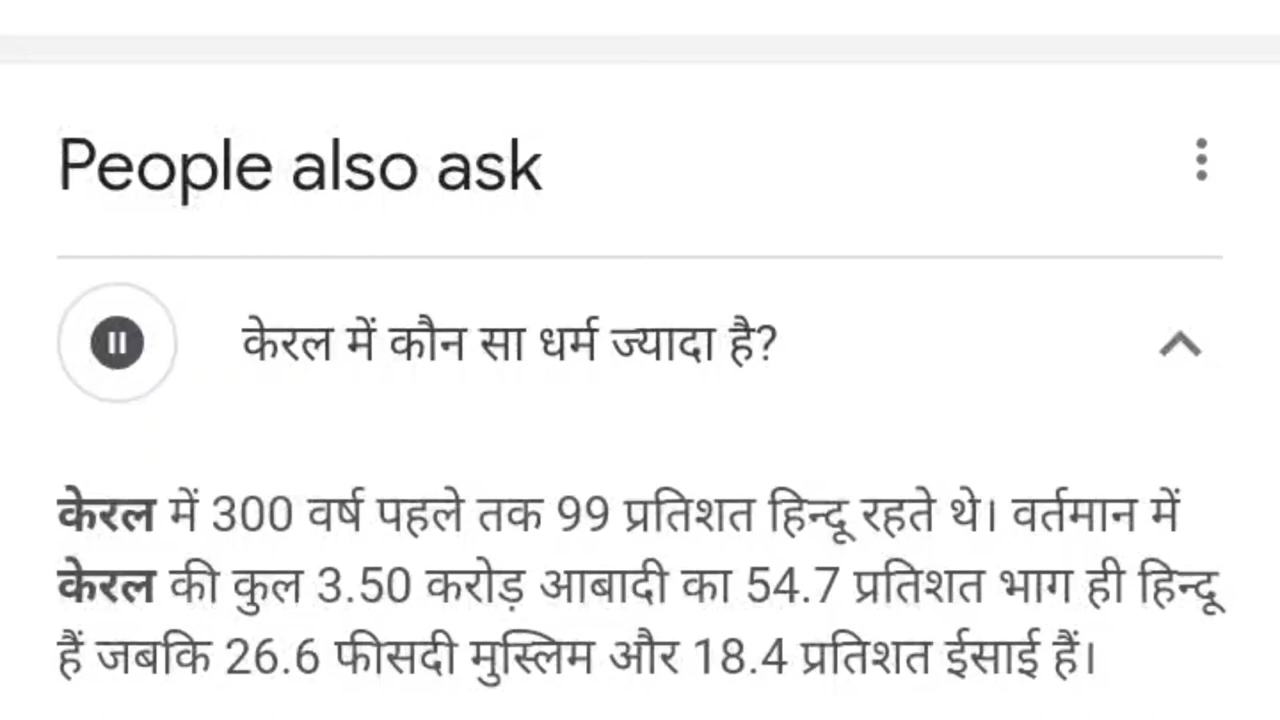 People also ask
केरल में कौन सा धर्म ज्यादा है?
केरल में 300 वर्ष पहले तक 99 प्रतिशत हिन्दू रहते थे। वर्तमान में
केरल की कुल 3.50 करोड़ आबादी का 54.7 प्रतिशत भाग ही हिन्दू
हैं जबकि 26.6 फीसदी मुस्लिम और 18.4 प्रतिशत ईसाई हैं।